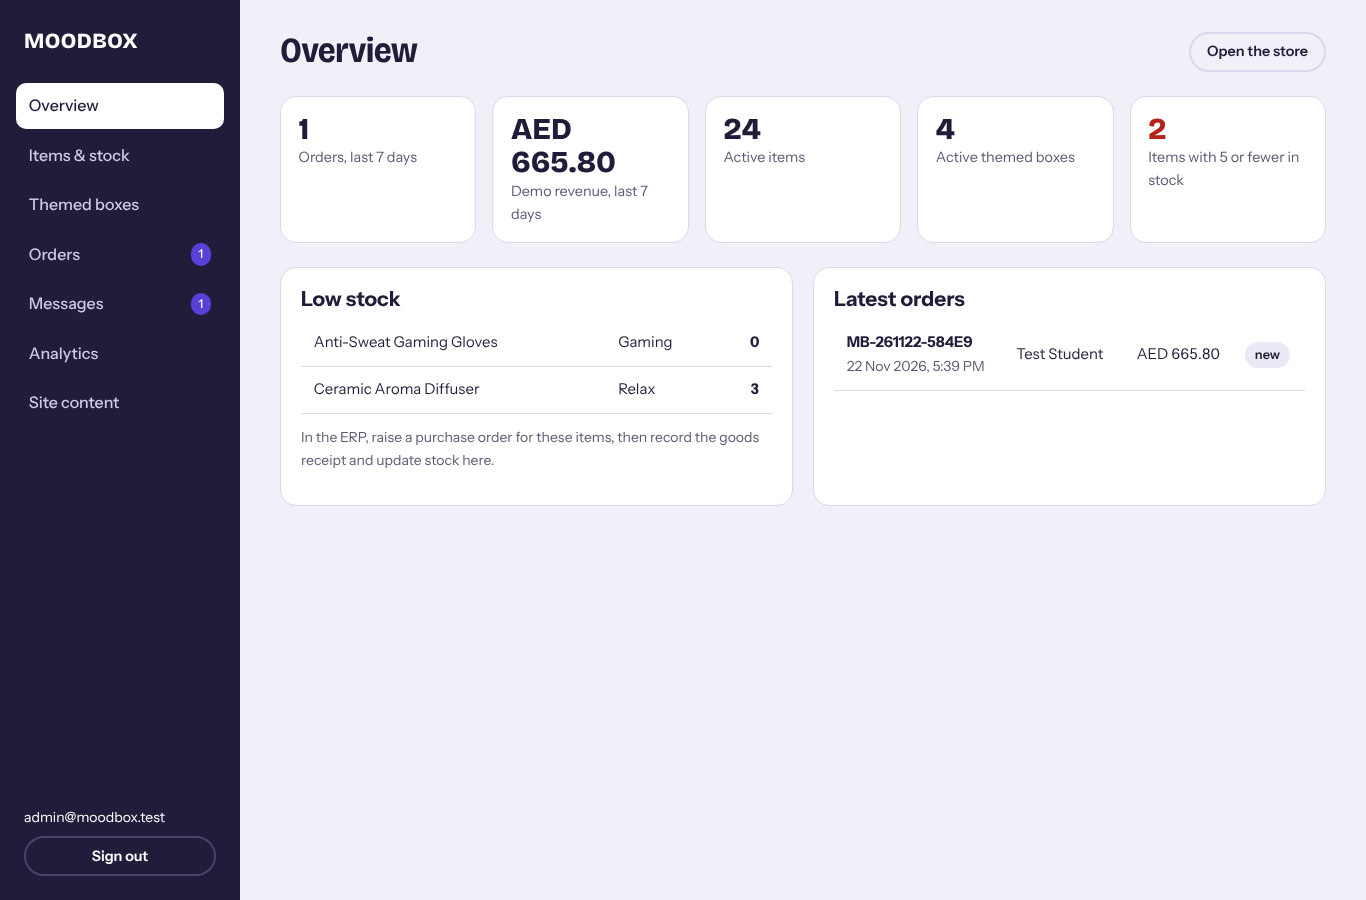 MOODBOX
Overview
Items & stock
Themed boxes
Orders 1
Messages 1
Analytics
Site content
admin@moodbox.test
Sign out
Overview
Open the store
1
Orders, last 7 days
AED
665.80
Demo revenue, last 7
days
24
Active items
4
Active themed boxes
2
Items with 5 or fewer in
stock
Low stock
Anti-Sweat Gaming Gloves Gaming 0
Ceramic Aroma Diffuser Relax 3
In the ERP, raise a purchase order for these items, then record the goods
receipt and update stock here.
Latest orders
MB-261122-584E9
22 Nov 2026, 5:39 PM
Test Student AED 665.80 new